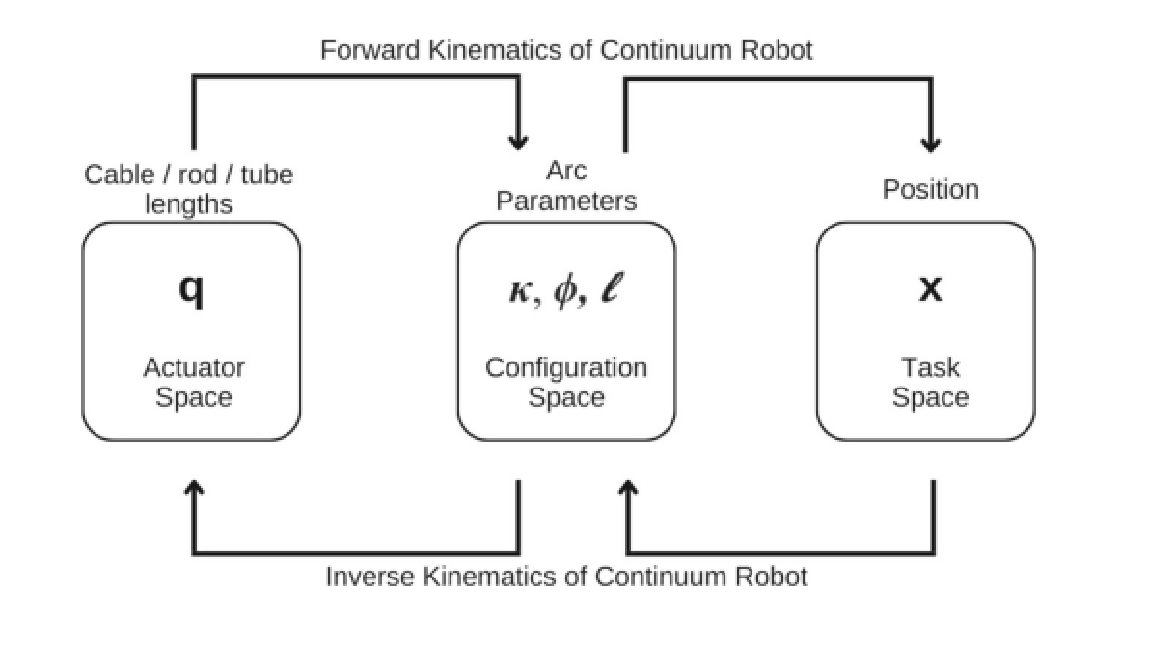 Forward Kinematics of Continuum Robot
Cable / rod / tube
lengths
Arc
Parameters
Position
q
κ, ϕ, ℓ
x
Actuator
Space
Configuration
Space
Task
Space
Inverse Kinematics of Continuum Robot